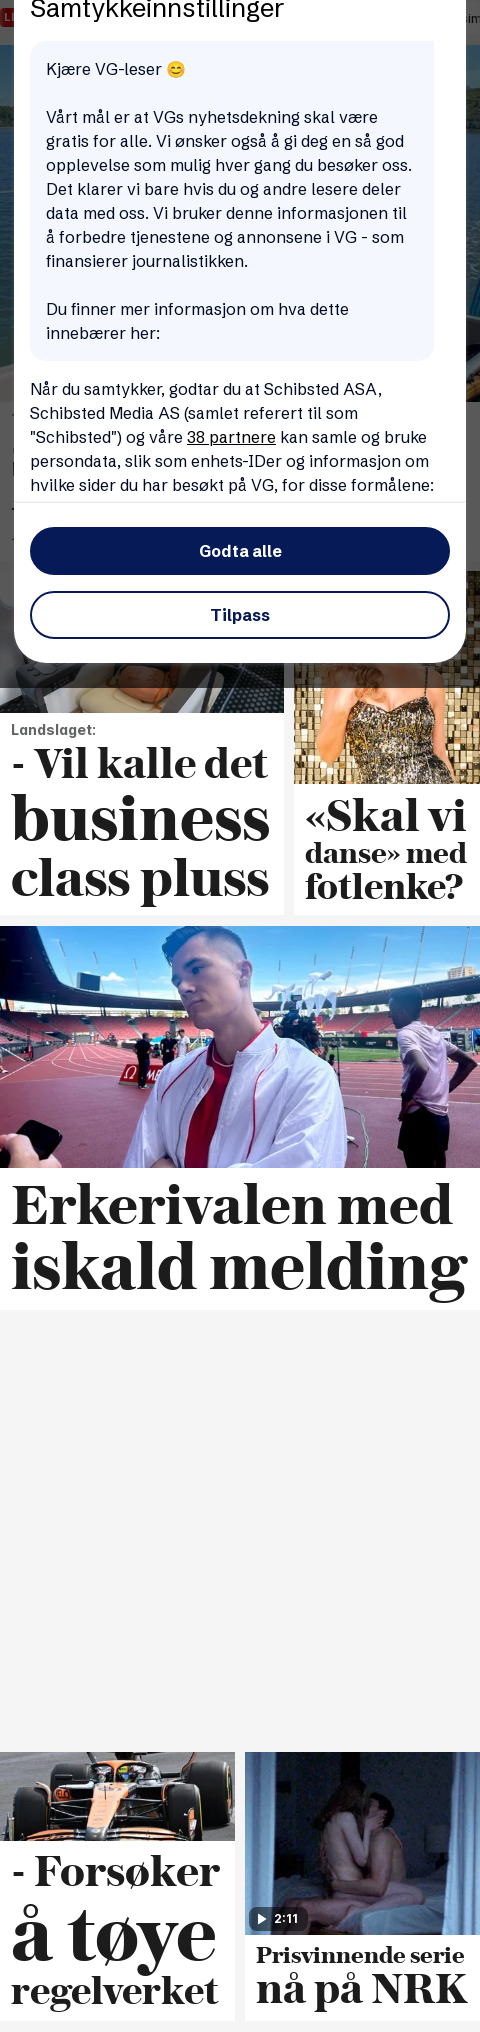 Samtykkeinnstillinger
Kjære VG-leser 😊
Vårt mål er at VGs nyhetsdekning skal være
gratis for alle. Vi ønsker også å gi deg en så god
opplevelse som mulig hver gang du besøker oss.
Det klarer vi bare hvis du og andre lesere deler
data med oss. Vi bruker denne informasjonen til
å forbedre tjenestene og annonsene i VG - som
finansierer journalistikken.
Du finner mer informasjon om hva dette
innebærer her:
Når du samtykker, godtar du at Schibsted ASA,
Schibsted Media AS (samlet referert til som
"Schibsted") og våre 38 partnere kan samle og bruke
persondata, slik som enhets-IDer og informasjon om
hvilke sider du har besøkt på VG, for disse formålene:
Godta alle
Tilpass
Landslaget:
- Vil kalle det
business
class pluss
«Skal vi
danse» med
fotlenke?
Erkerivalen med
iskald melding
- Forsøker
å tøye
regelverket
2:11
Prisvinnende serie
nå på NRK